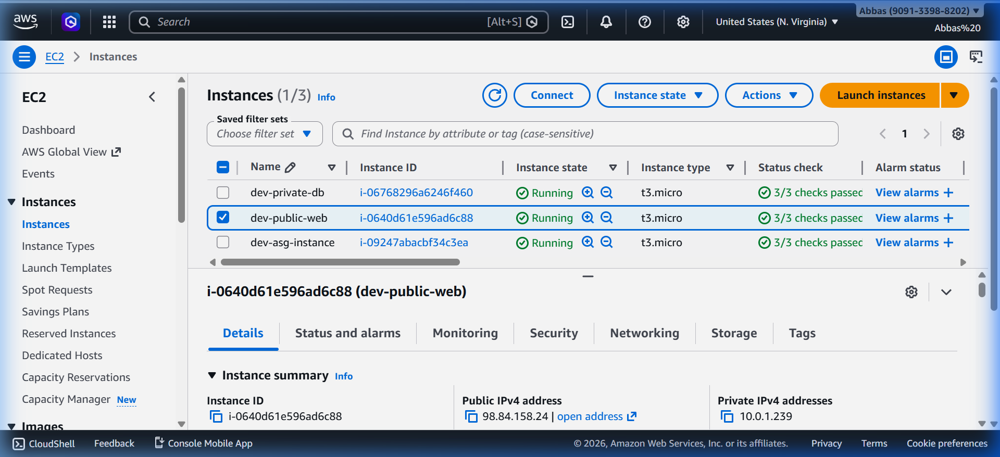 aws
Search [Alt+S]
United States (N. Virginia)
Abbas (9091-3398-8202)
Abbas%20
EC2 Instances
EC2
Dashboard
AWS Global View
Events
Instances
Instances
Instance Types
Launch Templates
Spot Requests
Savings Plans
Reserved Instances
Dedicated Hosts
Capacity Reservations
Capacity Manager New
Images
Instances (1/3) Info
Connect
Instance state
Actions
Launch instances
Saved filter sets
Choose filter set
Find Instance by attribute or tag (case-sensitive)
1
Name Instance ID Instance state Instance type Status check Alarm status
dev-private-db i-06768296a6246f460 Running t3.micro 3/3 checks passed View alarms
dev-public-web i-0640d61e596ad6c88 Running t3.micro 3/3 checks passed View alarms
dev-asg-instance i-09247abacbf34c3ea Running t3.micro 3/3 checks passed View alarms
i-0640d61e596ad6c88 (dev-public-web)
Details Status and alarms Monitoring Security Networking Storage Tags
Instance summary Info
Instance ID
i-0640d61e596ad6c88
Public IPv4 address
98.84.158.24 | open address
Private IPv4 addresses
10.0.1.239
CloudShell Feedback Console Mobile App © 2026, Amazon Web Services, Inc. or its affiliates. Privacy Terms Cookie preferences